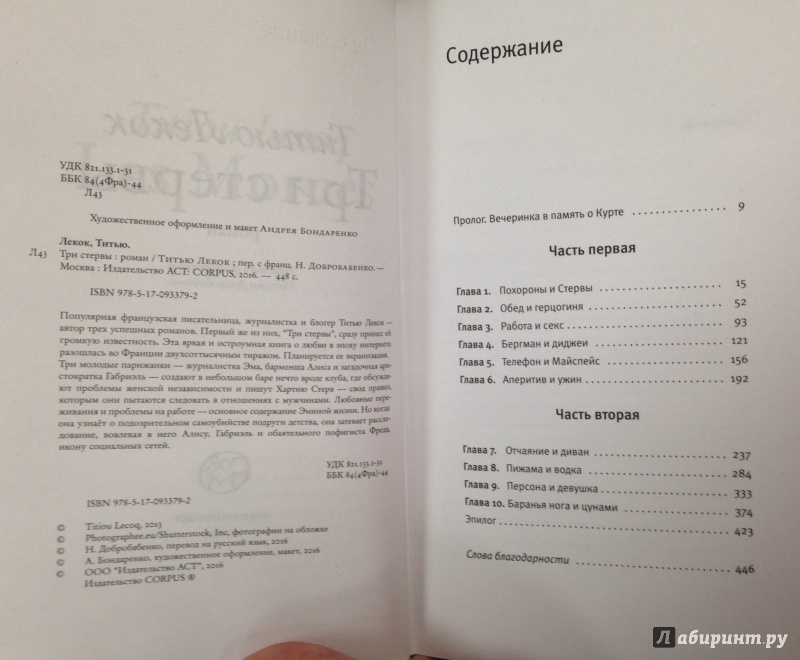 УДК 821.133.1-31
ББК 84(4Фра)-44
Л43
Художественное оформление и макет Андрея Бондаренко
Лекок, Титью.
Л43 Три стервы : роман / Титью Лекок ; пер. с франц. Н. Добробабенко. —
Москва : Издательство АСТ: CORPUS, 2016. — 448 с.
ISBN 978-5-17-093379-2
Популярная французская писательница, журналистка и блогер Титью Лекок —
автор трех успешных романов. Первый же из них, "Три стервы", сразу принес ей
громкую известность. Эта яркая и остроумная книга о любви в эпоху интернета
разошлась во Франции двухсоттысячным тиражом. Планируется ее экранизация.
Три молодые парижанки — журналистка Эма, барменша Алиса и загадочная ари-
стократка Габриэль — создают в небольшом баре нечто вроде клуба, где обсужда-
ют проблемы женской независимости и пишут Хартию Стерв — свод правил,
которым они пытаются следовать в отношениях с мужчинами. Любовные пере-
живания и проблемы на работе — основное содержание Эминой жизни. Но когда
она узнаёт о подозрительном самоубийстве подруги детства, она затевает рассле-
дование, вовлекая в него Алису, Габриэль и обаятельного пофигиста Фреда,
икону социальных сетей.
УДК 821.133.1-31
ББК 84(4Фра)-44
ISBN 978-5-17-093379-2
© Titiou Lecoq, 2013
© Photographee.eu/Shutterstock, Inc, фотографии на обложке
© Н. Добробабенко, перевод на русский язык, 2016
© А. Бондаренко, художественное оформление, макет, 2016
© ООО "Издательство АСТ", 2016
Издательство CORPUS ®
Содержание
Пролог. Вечеринка в память о Курте 9
Часть первая
Глава 1. Похороны и Стервы 15
Глава 2. Обед и герцогиня 52
Глава 3. Работа и секс 93
Глава 4. Бергман и диджеи 121
Глава 5. Телефон и Майспейс 156
Глава 6. Аперитив и ужин 192
Часть вторая
Глава 7. Отчаяние и диван 237
Глава 8. Пижама и водка 284
Глава 9. Персона и девушка 333
Глава 10. Баранья нога и цунами 374
Эпилог 423
Слова благодарности 446
Лабиринт.ру